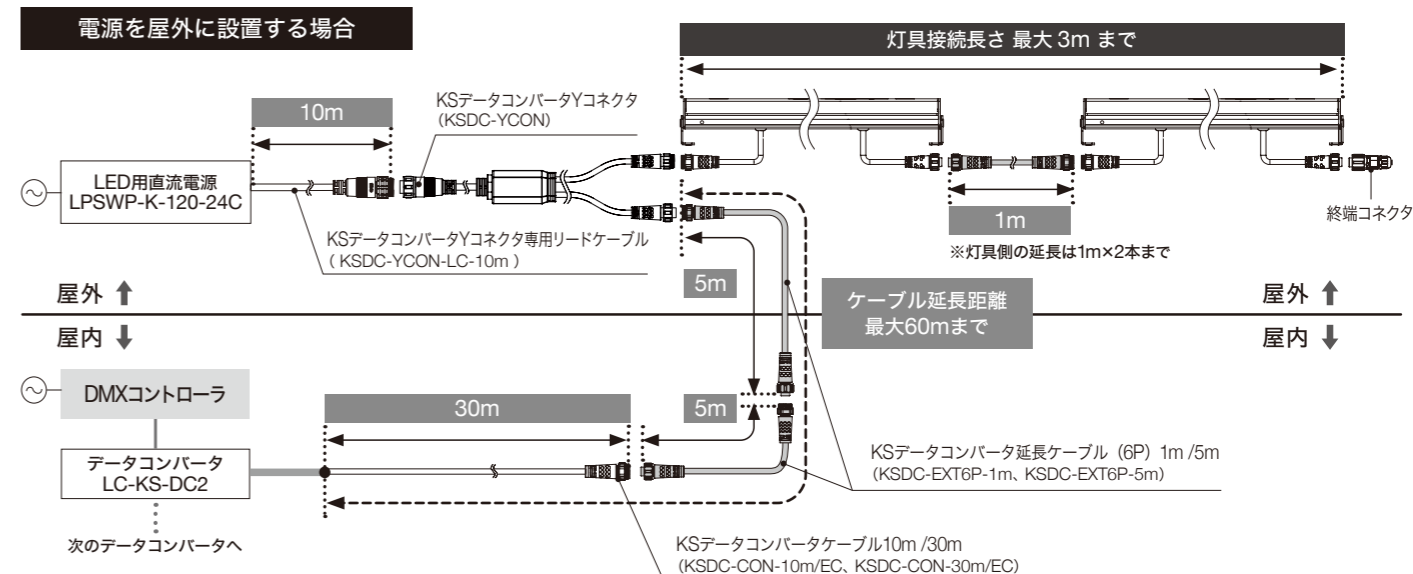 電源を屋外に設置する場合
灯具接続長さ 最大 3m まで
10m
KSデータコンバータYコネクタ
（KSDC-YCON）
LED用直流電源
LPSWP-K-120-24C
KSデータコンバータYコネクタ専用リードケーブル
（ KSDC-YCON-LC-10m ）
1m
※灯具側の延長は1m×2本まで
終端コネクタ
5m
ケーブル延長距離
最大60mまで
屋外
屋外
屋内
屋内
DMXコントローラ
30m
5m
データコンバータ
LC-KS-DC2
次のデータコンバータへ
KSデータコンバータ延長ケーブル（6P）1m /5m
（KSDC-EXT6P-1m、KSDC-EXT6P-5m）
KSデータコンバータケーブル10m /30m
（KSDC-CON-10m/EC、KSDC-CON-30m/EC）